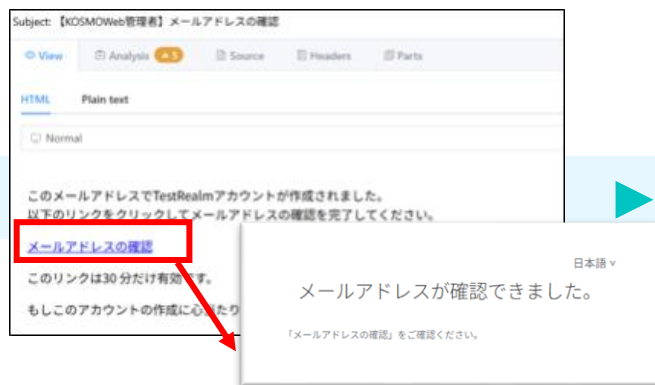 Subject: 【KOSMOWeb管理者】メールアドレスの確認
View Analysis 5 Source Headers Parts
HTML Plain text
Normal
このメールアドレスでTestRealmアカウントが作成されました。
以下のリンクをクリックしてメールアドレスの確認を完了してください。
メールアドレスの確認
このリンクは30 分だけ有効です。
もしこのアカウントの作成に心当たり
日本語
メールアドレスが確認できました。
「メールアドレスの確認」をご確認ください。